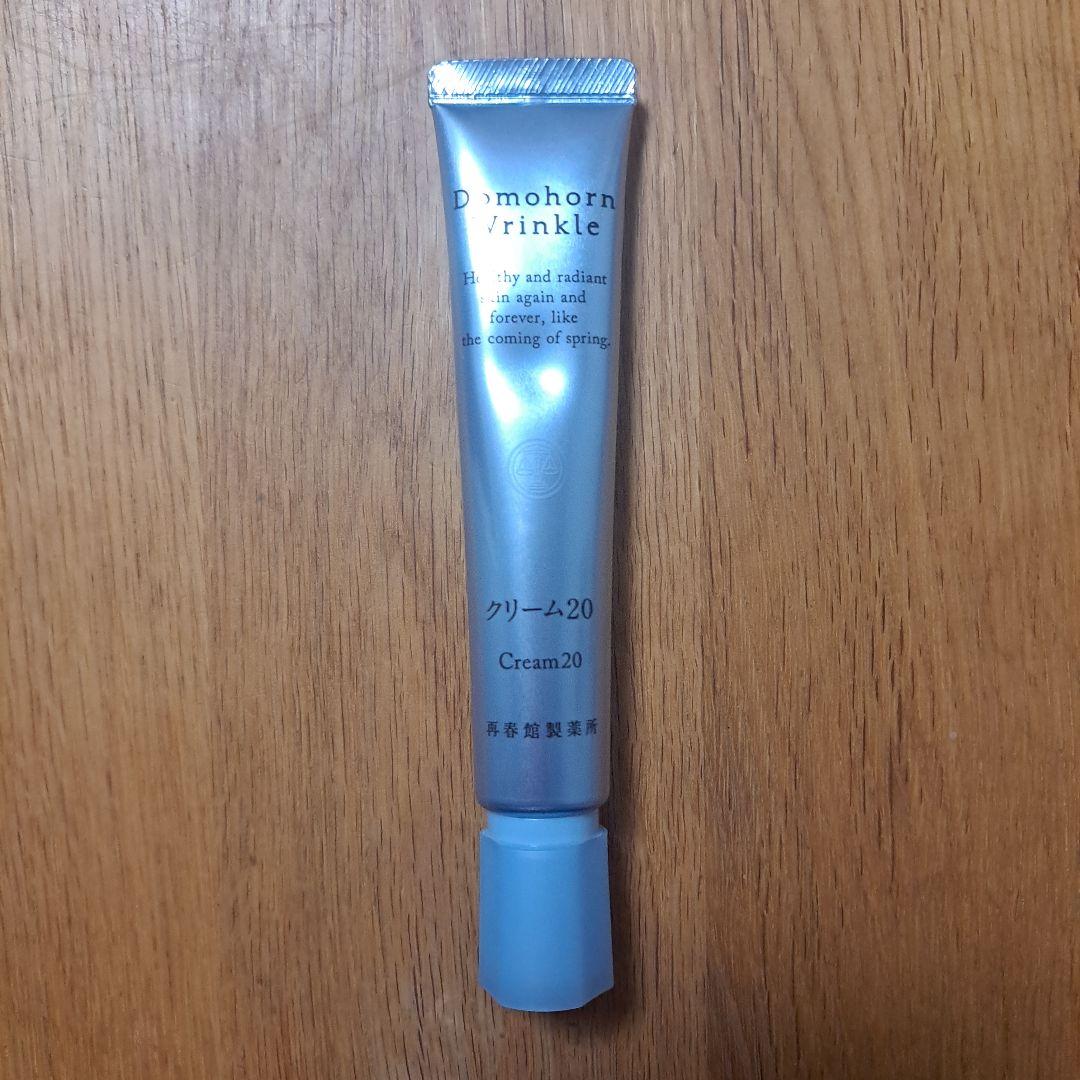 Domohorn
Wrinkle
Healthy and radiant
skin again and
forever, like
the coming of spring.
クリーム20
Cream20
再春館製薬所